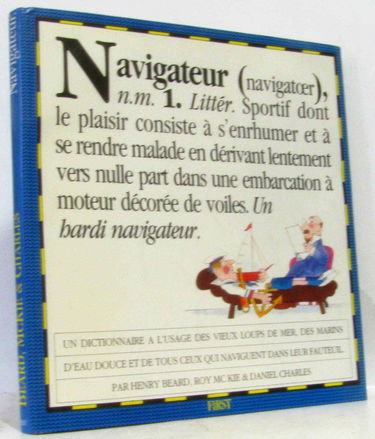 Navigateur (navigatœr),
n.m. 1. Littér. Sportif dont
le plaisir consiste à s'enrhumer et à
se rendre malade en dérivant lentement
vers nulle part dans une embarcation à
moteur décorée de voiles. Un
hardi navigateur.
UN DICTIONNAIRE A L'USAGE DES VIEUX LOUPS DE MER, DES MARINS
D'EAU DOUCE ET DE TOUS CEUX QUI NAVIGUENT DANS LEUR FAUTEUIL.
PAR HENRY BEARD, ROY MC KIE & DANIEL CHARLES
FIRST
Navigateur
BEARD, MCKIE & CHARLES